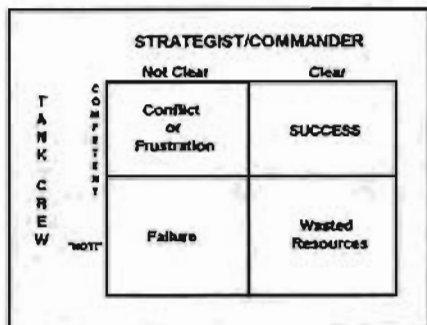 STRATEGIST/COMMANDER
Not Clear
Clear
TANK CREW
COMPETENT
Conflict
or
Frustration
SUCCESS
"NOT!"
Failure
Wasted
Resources